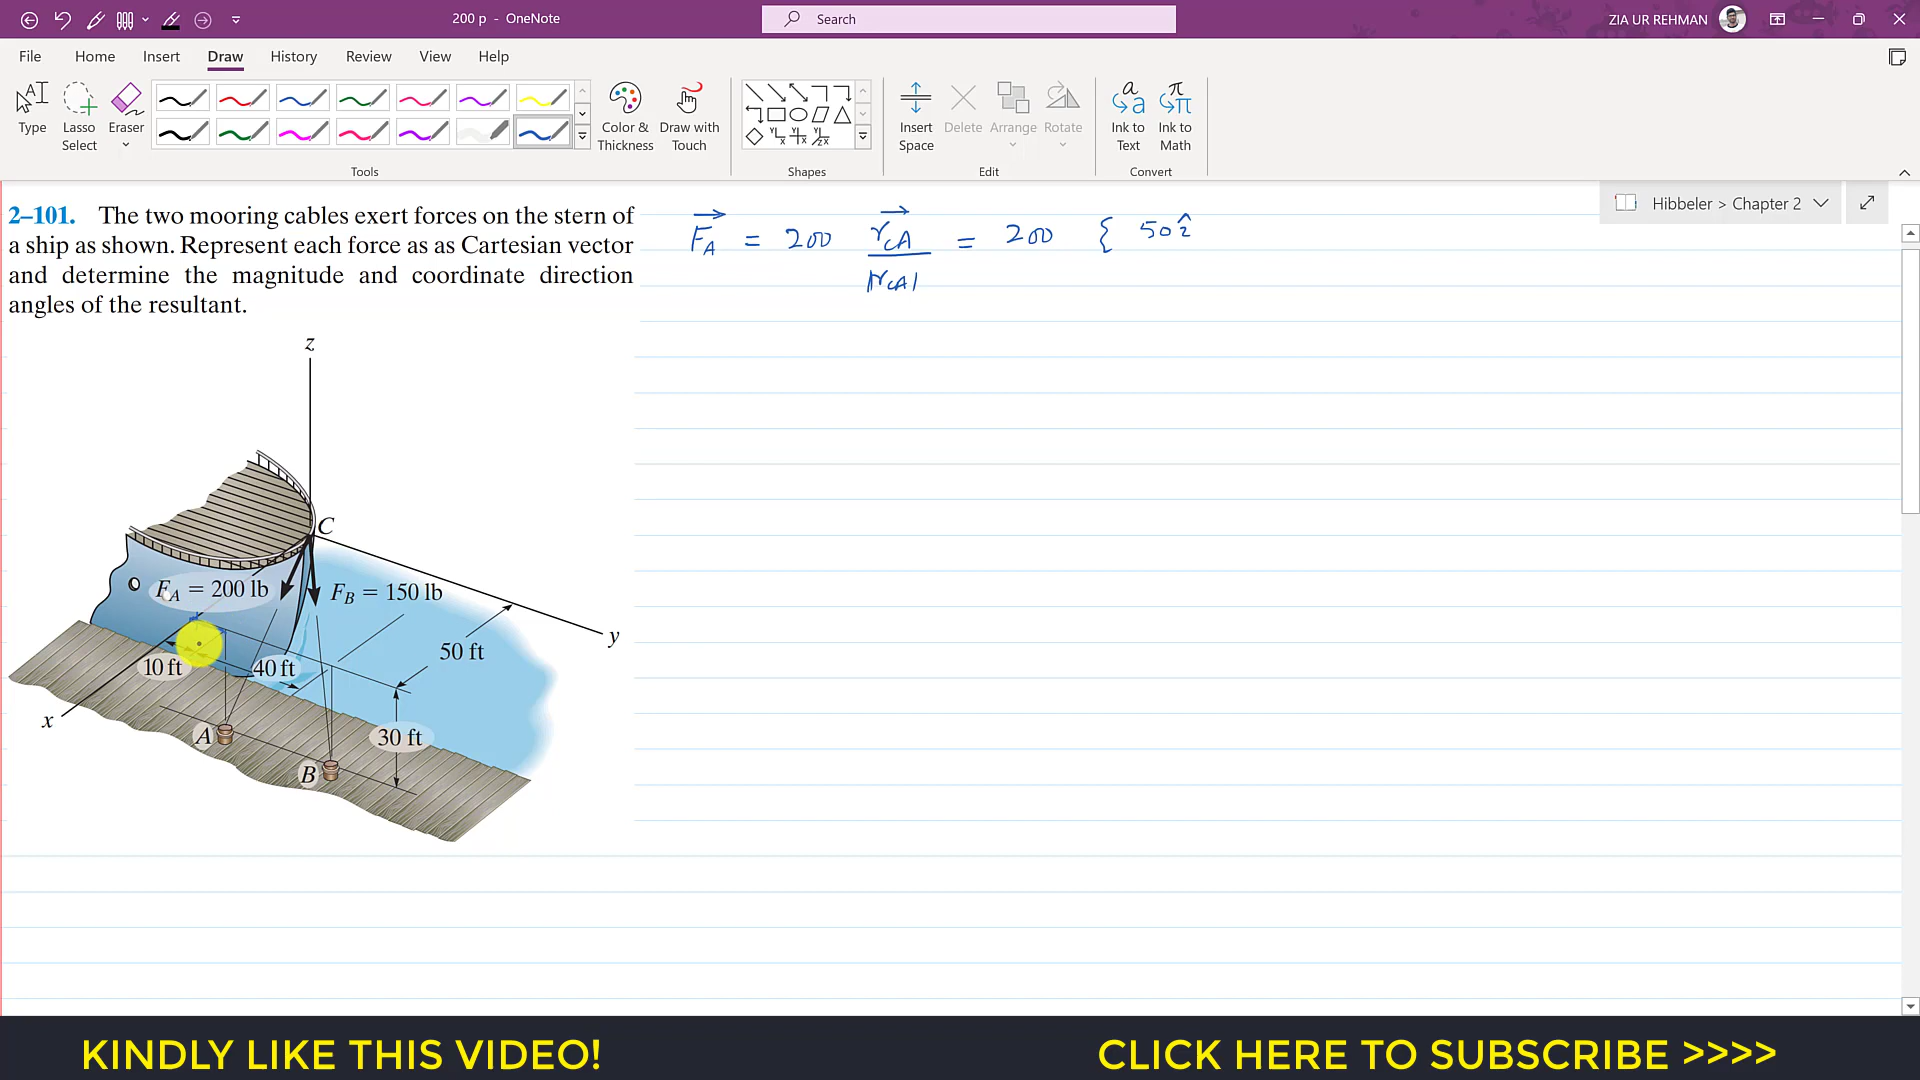 200 p - OneNote
Search
ZIA UR REHMAN
File Home Insert Draw History Review View Help
Type
Lasso Select
Eraser
Color & Thickness
Draw with Touch
Insert Space
Delete
Arrange
Rotate
Ink to Text
Ink to Math
Tools
Shapes
Edit
Convert
Hibbeler > Chapter 2
2–101. The two mooring cables exert forces on the stern of
a ship as shown. Represent each force as as Cartesian vector
and determine the magnitude and coordinate direction
angles of the resultant.
F_A = 200 r_CA / |r_CA| = 200 { 50 î
z
C
F_A = 200 lb
F_B = 150 lb
y
50 ft
10 ft
40 ft
x
A
30 ft
B
KINDLY LIKE THIS VIDEO!
CLICK HERE TO SUBSCRIBE >>>>